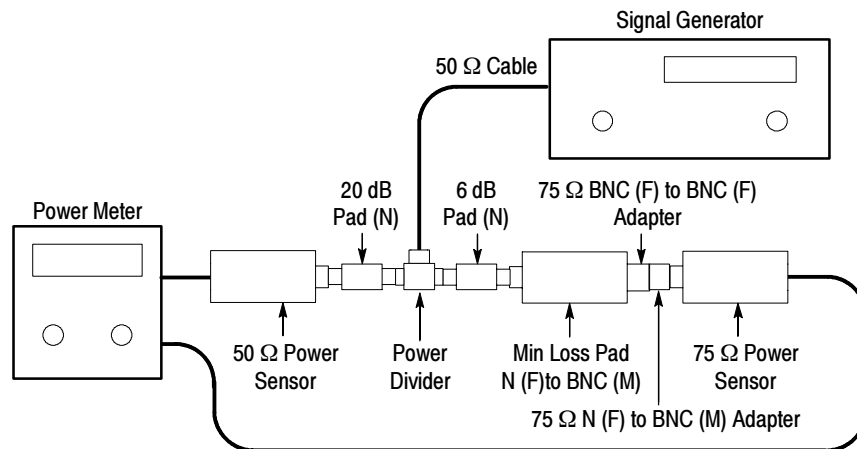 Signal Generator
50 Ω Cable
20 dB
Pad (N)
6 dB
Pad (N)
75 Ω BNC (F) to BNC (F)
Adapter
Power Meter
50 Ω Power
Sensor
Power
Divider
Min Loss Pad
N (F)to BNC (M)
75 Ω Power
Sensor
75 Ω N (F) to BNC (M) Adapter